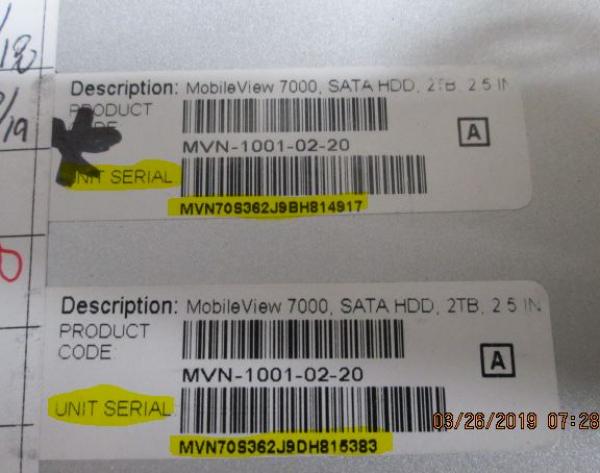 Description: MobileView 7000, SATA HDD, 2TB, 2.5 IN
PRODUCT
MVN-1001-02-20
A
UNIT SERIAL
MVN70S362J9BH814917
Description: MobileView 7000, SATA HDD, 2TB, 2.5 IN
PRODUCT
CODE:
MVN-1001-02-20
A
UNIT SERIAL
MVN70S362J9DH815383
03/26/2019 07:28